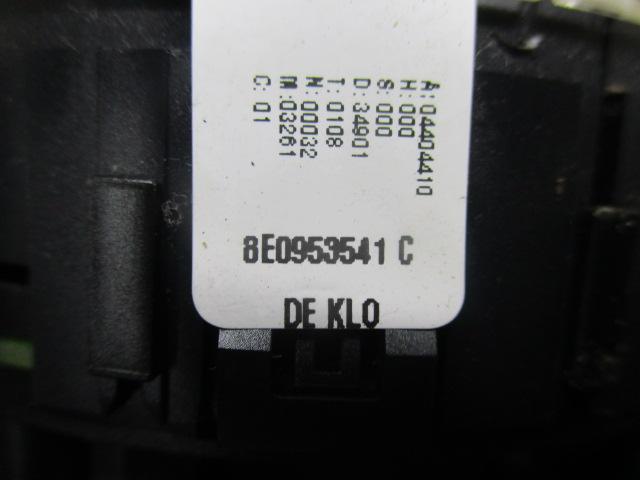 A:04404410
H:000
S:000
D:34901
T:0108
N:00032
M:03261
C:01
8E0953541 C
DE KLO